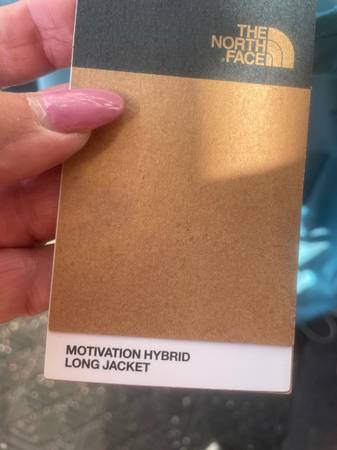 THE
NORTH
FACE
MOTIVATION HYBRID
LONG JACKET